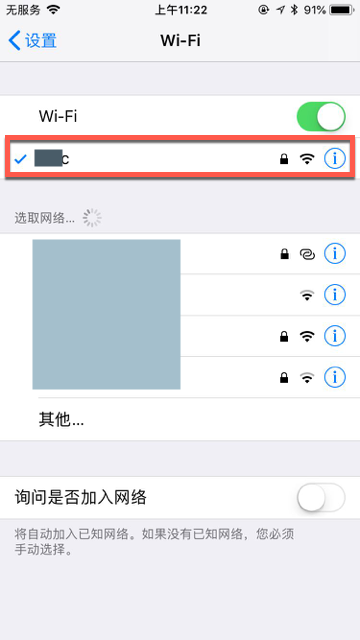 无服务 上午11:22 91%
设置 Wi-Fi
Wi-Fi
c
选取网络...
其他...
询问是否加入网络
将自动加入已知网络。如果没有已知网络，您必须
手动选择。